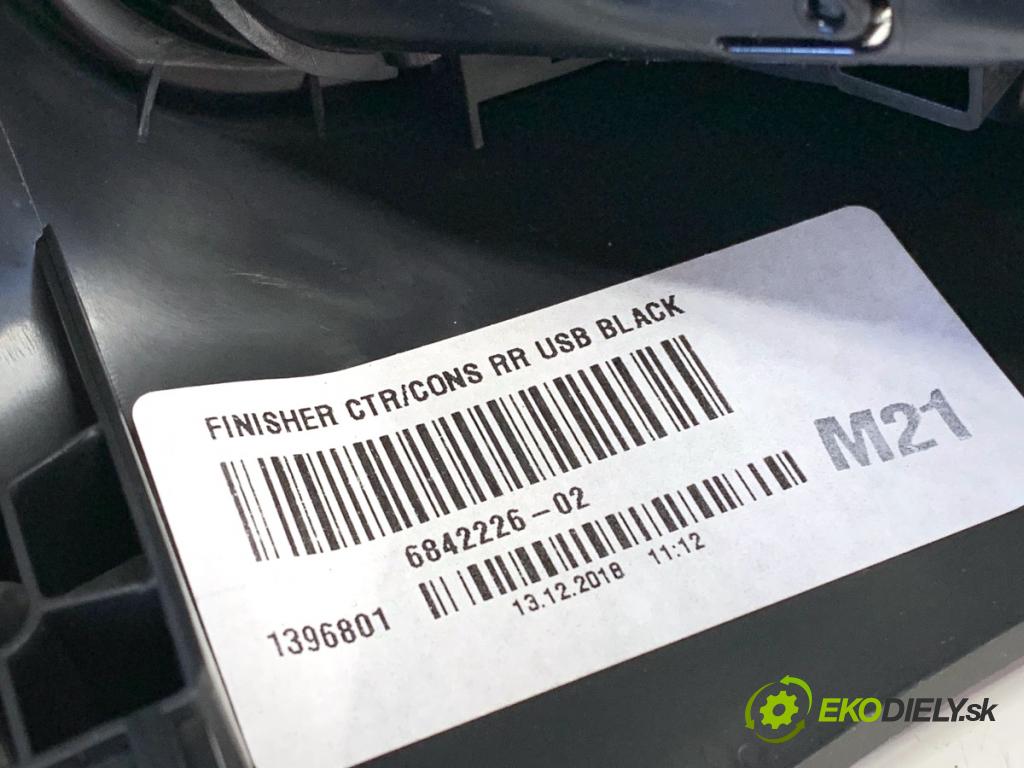 FINISHER CTR/CONS RR USB BLACK
6842226-02
M21
1396801
13.12.2018 11:12
EKODIELY.sk